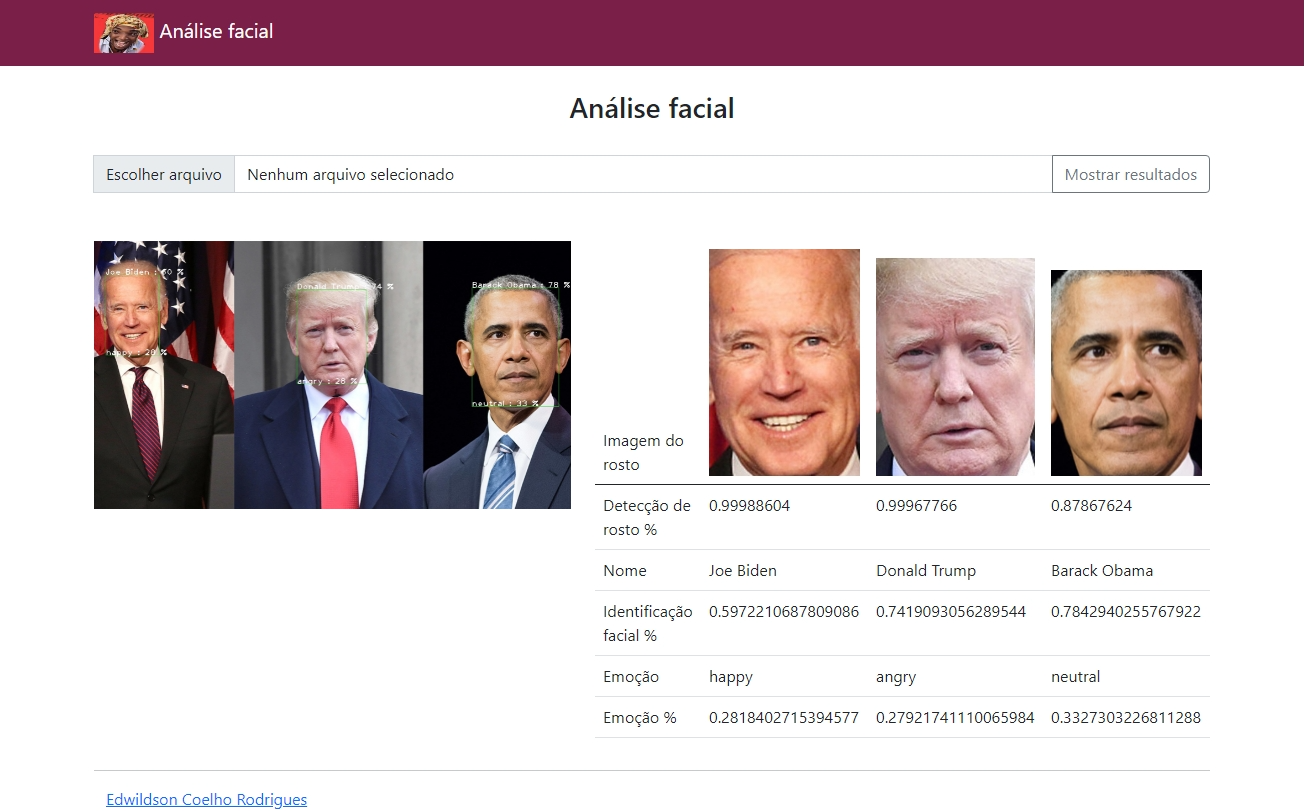 Análise facial
Análise facial
Escolher arquivo Nenhum arquivo selecionado Mostrar resultados
Joe Biden : 60 %
happy : 28 %
Donald Trump : 74 %
angry : 28 %
Barack Obama : 78 %
neutral : 33 %
Imagem do
rosto
Detecção de 0.99988604 0.99967766 0.87867624
rosto %
Nome Joe Biden Donald Trump Barack Obama
Identificação 0.5972210687809086 0.7419093056289544 0.7842940255767922
facial %
Emoção happy angry neutral
Emoção % 0.2818402715394577 0.27921741110065984 0.3327303226811288
Edwildson Coelho Rodrigues